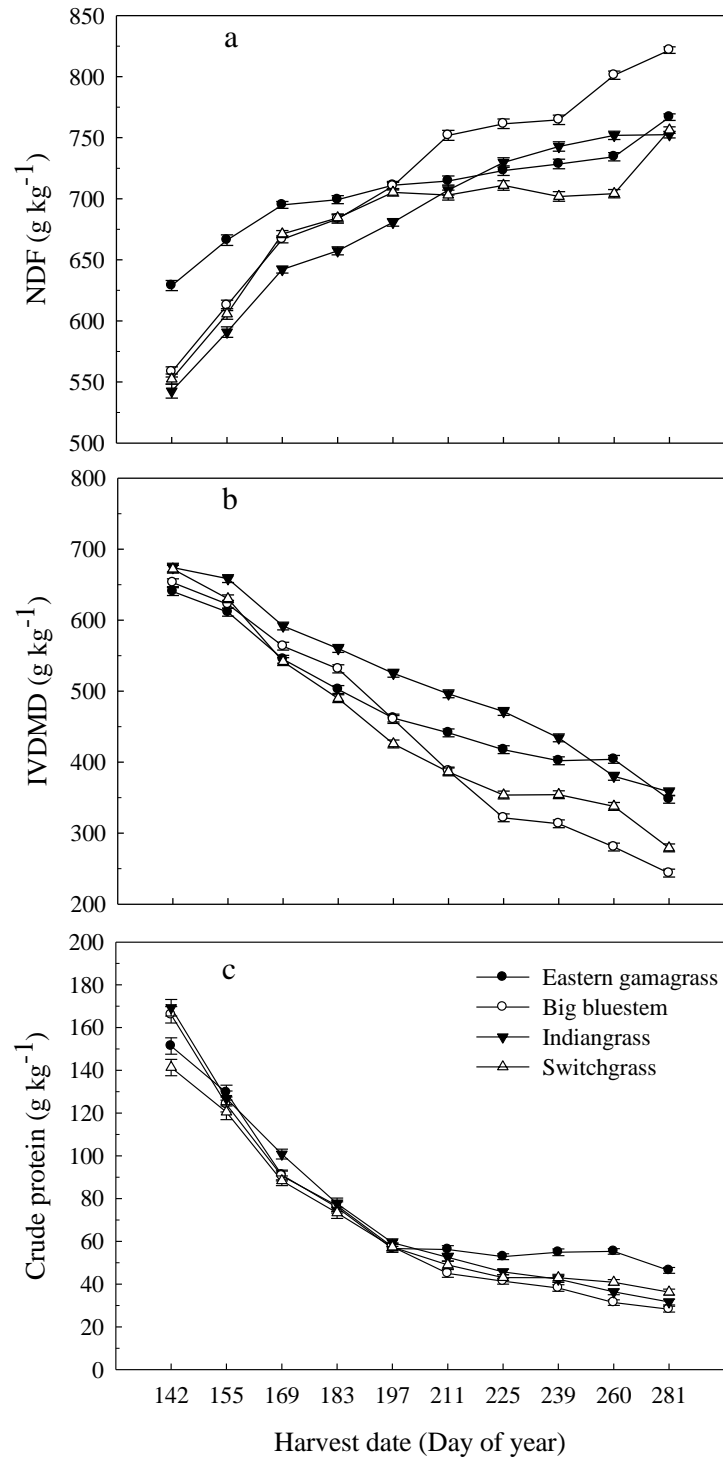 a
850
800
750
700
650
600
550
500
NDF (g kg-1)
b
800
700
600
500
400
300
200
IVDMD (g kg-1)
c
200
180
160
140
120
100
80
60
40
20
0
Crude protein (g kg-1)
Eastern gamagrass
Big bluestem
Indiangrass
Switchgrass
142 155 169 183 197 211 225 239 260 281
Harvest date (Day of year)